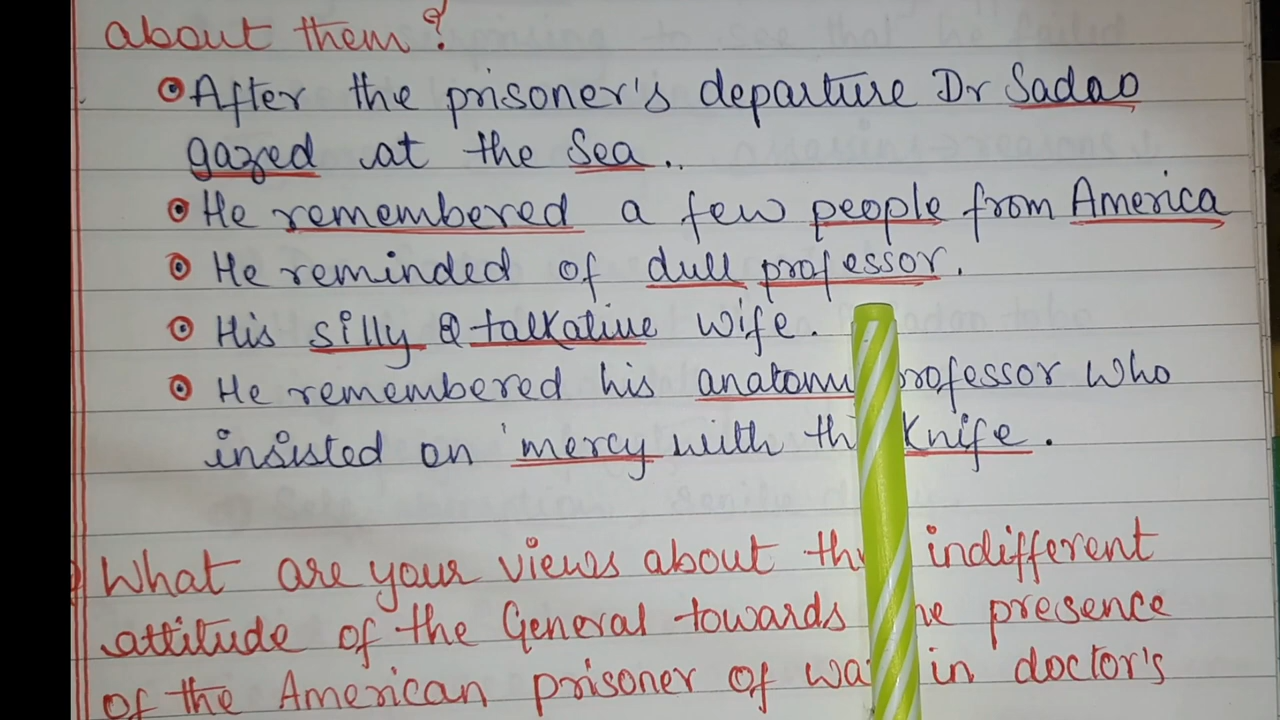 about them?
After the prisoner's departure Dr Sadao
gazed at the Sea..
He remembered a few people from America
He reminded of dull professor.
His silly & talkative wife.
He remembered his anatomy professor who
insisted on 'mercy with the Knife.
What are your views about the indifferent
attitude of the General towards the presence
of the American prisoner of war in doctor's